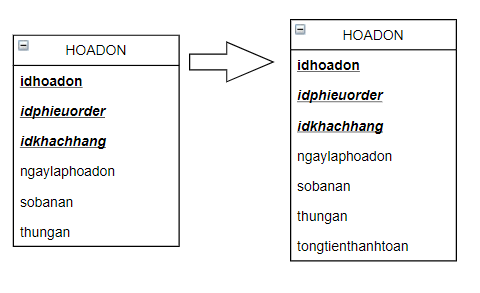 HOADON
idhoadon
idphieuorder
idkhachhang
ngaylaphoadon
sobanan
thungan
HOADON
idhoadon
idphieuorder
idkhachhang
ngaylaphoadon
sobanan
thungan
tongtienthanhtoan